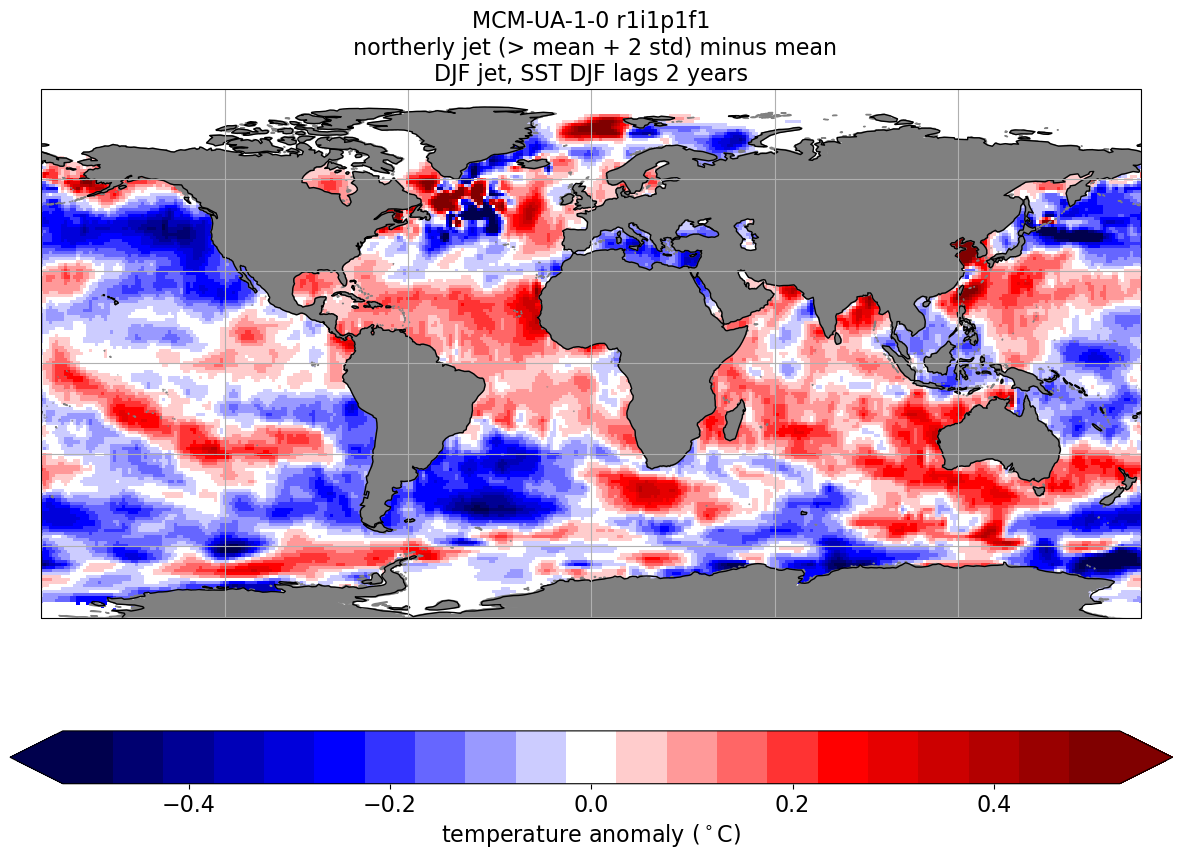 MCM-UA-1-0 r1i1p1f1
northerly jet (> mean + 2 std) minus mean
DJF jet, SST DJF lags 2 years
−0.4 −0.2 0.0 0.2 0.4
temperature anomaly (°C)